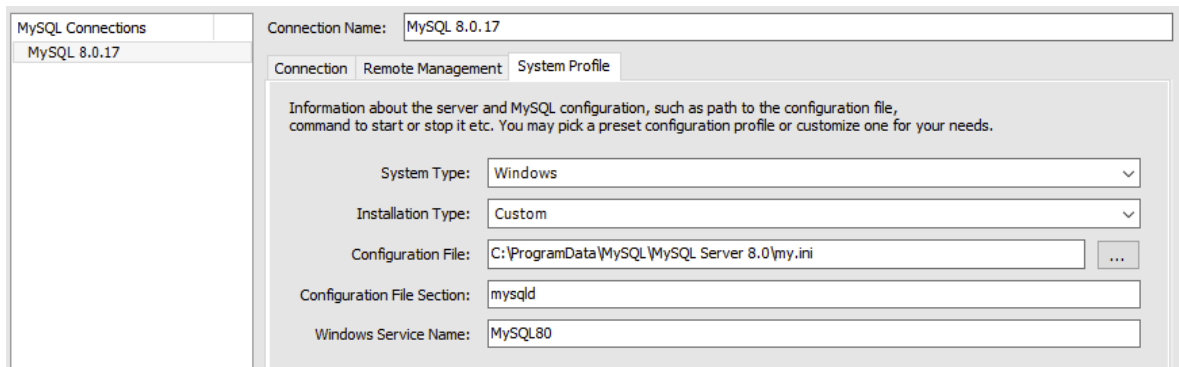 MySQL Connections
MySQL 8.0.17
Connection Name: MySQL 8.0.17
Connection Remote Management System Profile
Information about the server and MySQL configuration, such as path to the configuration file,
command to start or stop it etc. You may pick a preset configuration profile or customize one for your needs.
System Type: Windows
Installation Type: Custom
Configuration File: C:\ProgramData\MySQL\MySQL Server 8.0\my.ini ...
Configuration File Section: mysqld
Windows Service Name: MySQL80